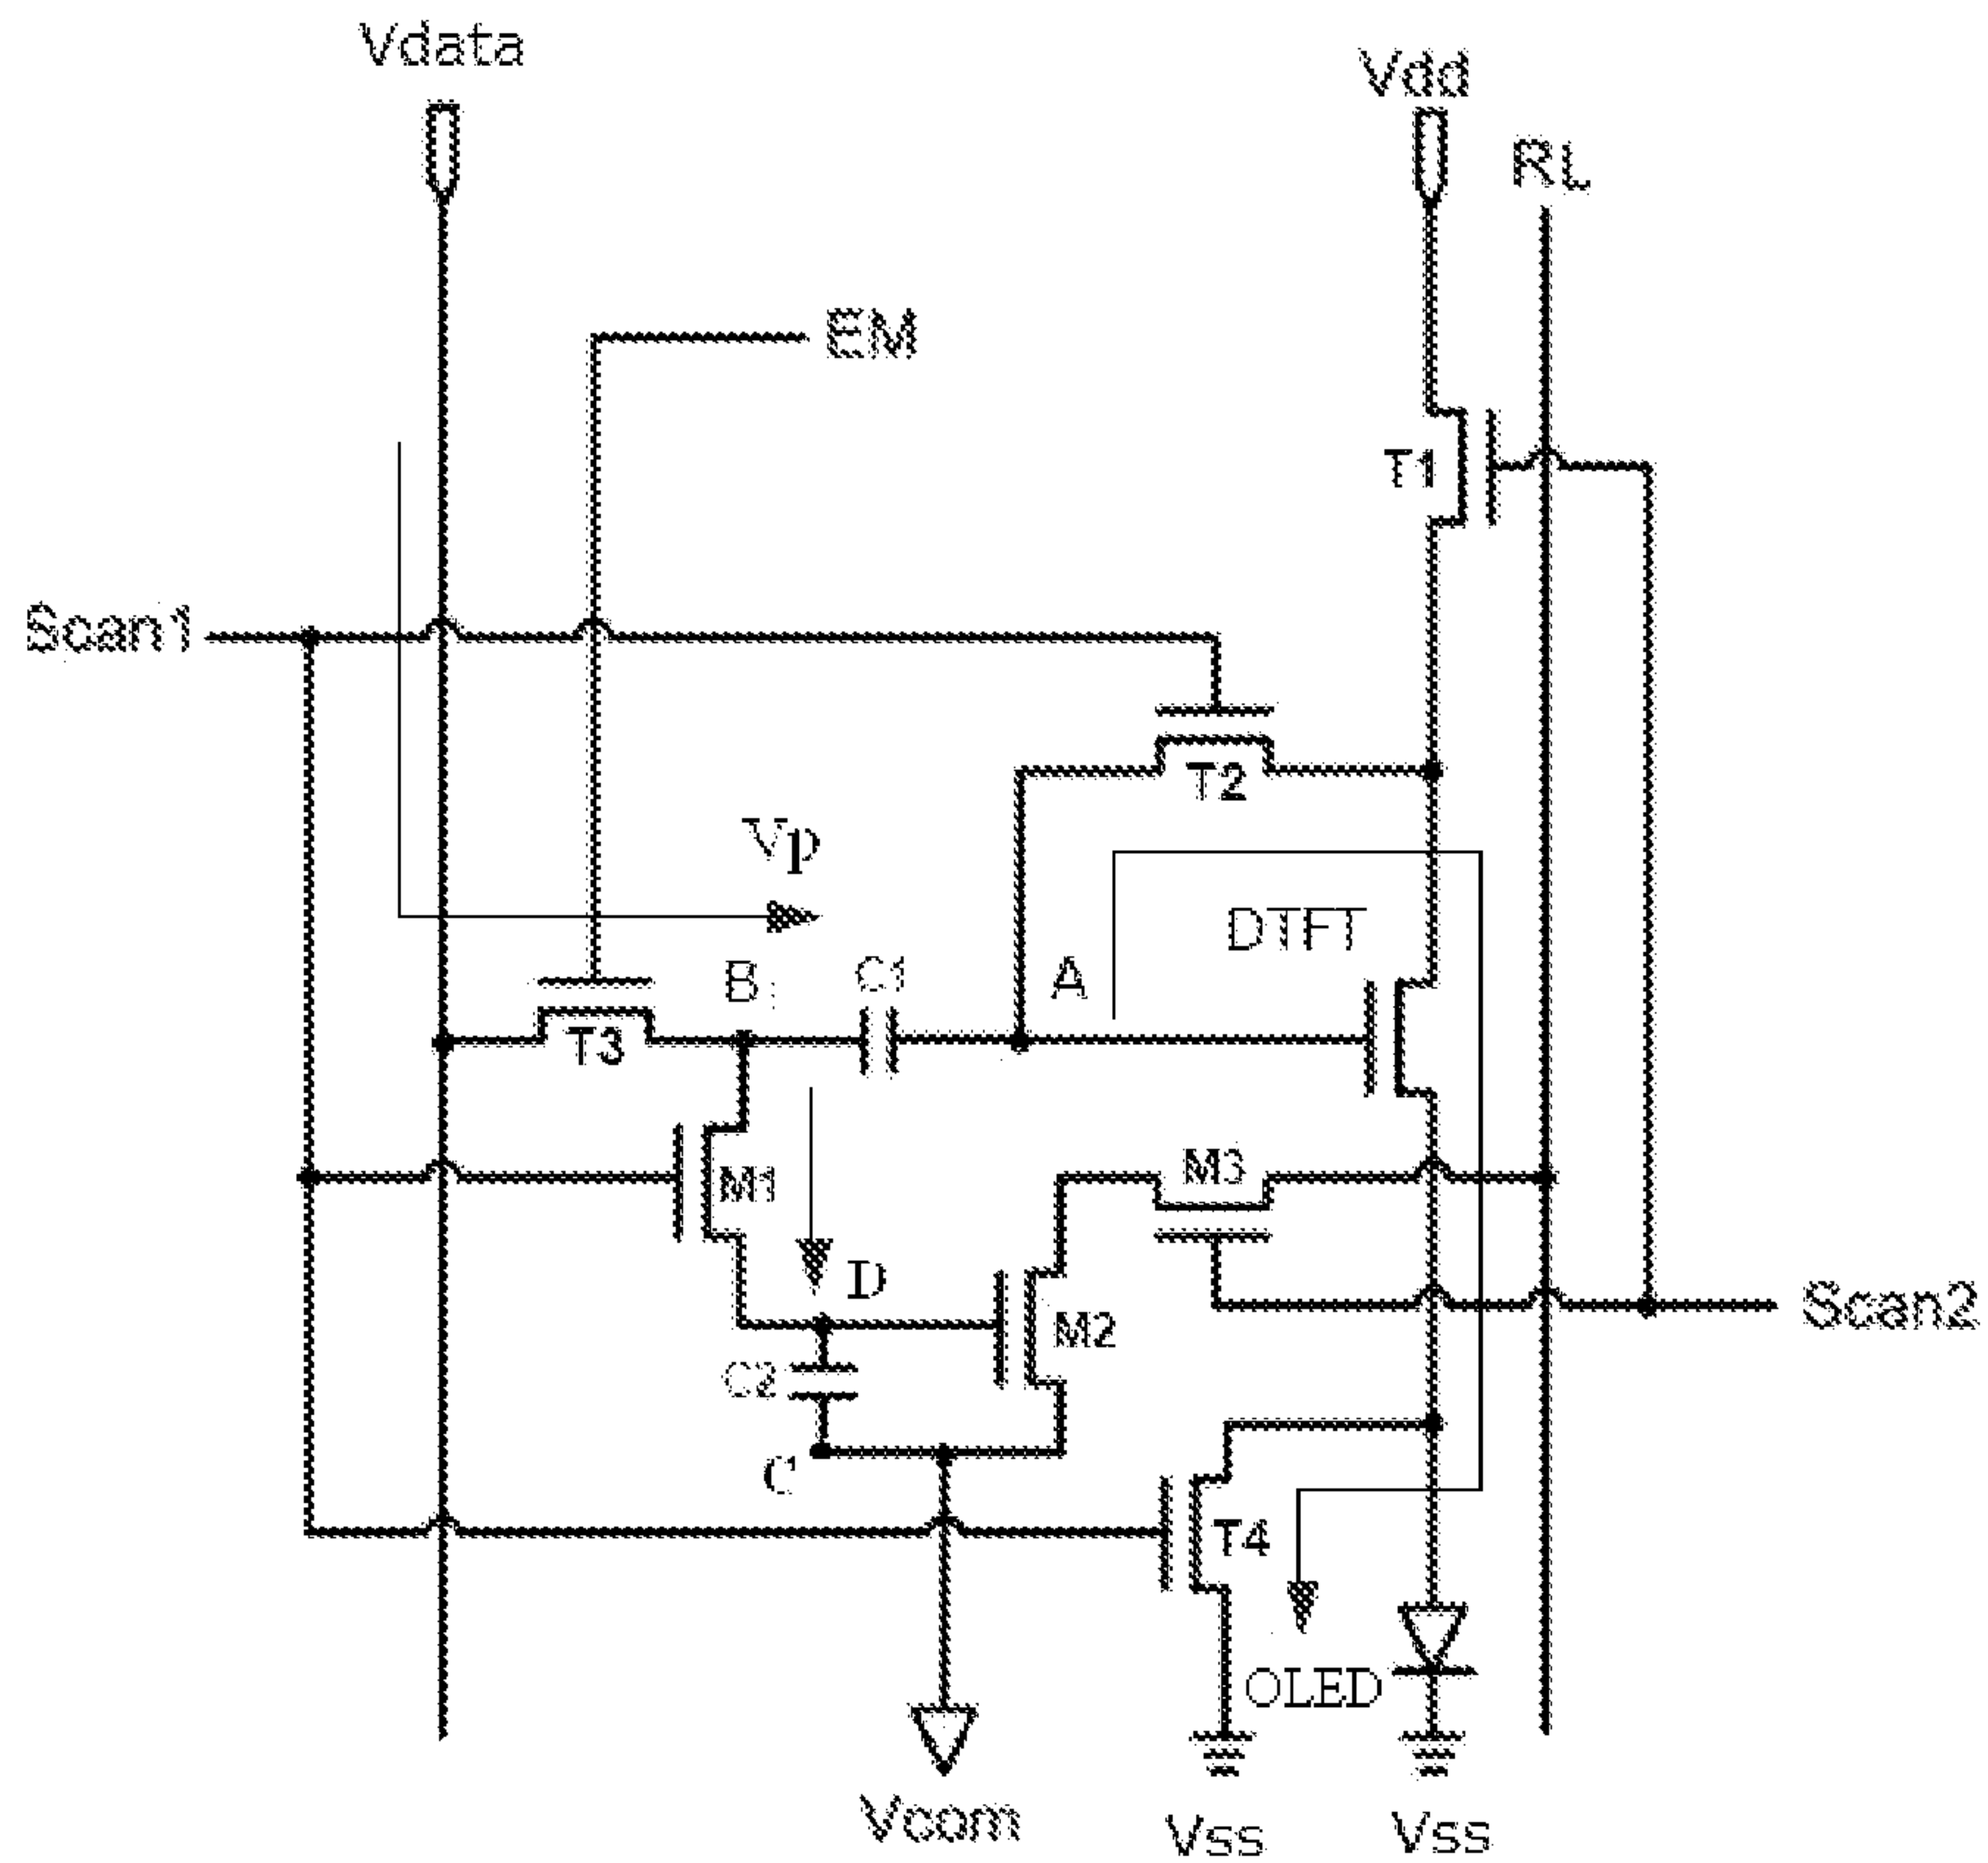 Vdata
Vdd
RL
EM
T1
Scan1
T2
Vp
DTFT
B
C1
A
T3
M3
M1
D
Scan2
M2
C2
C
T4
OLED
Vcom
Vss
Vss